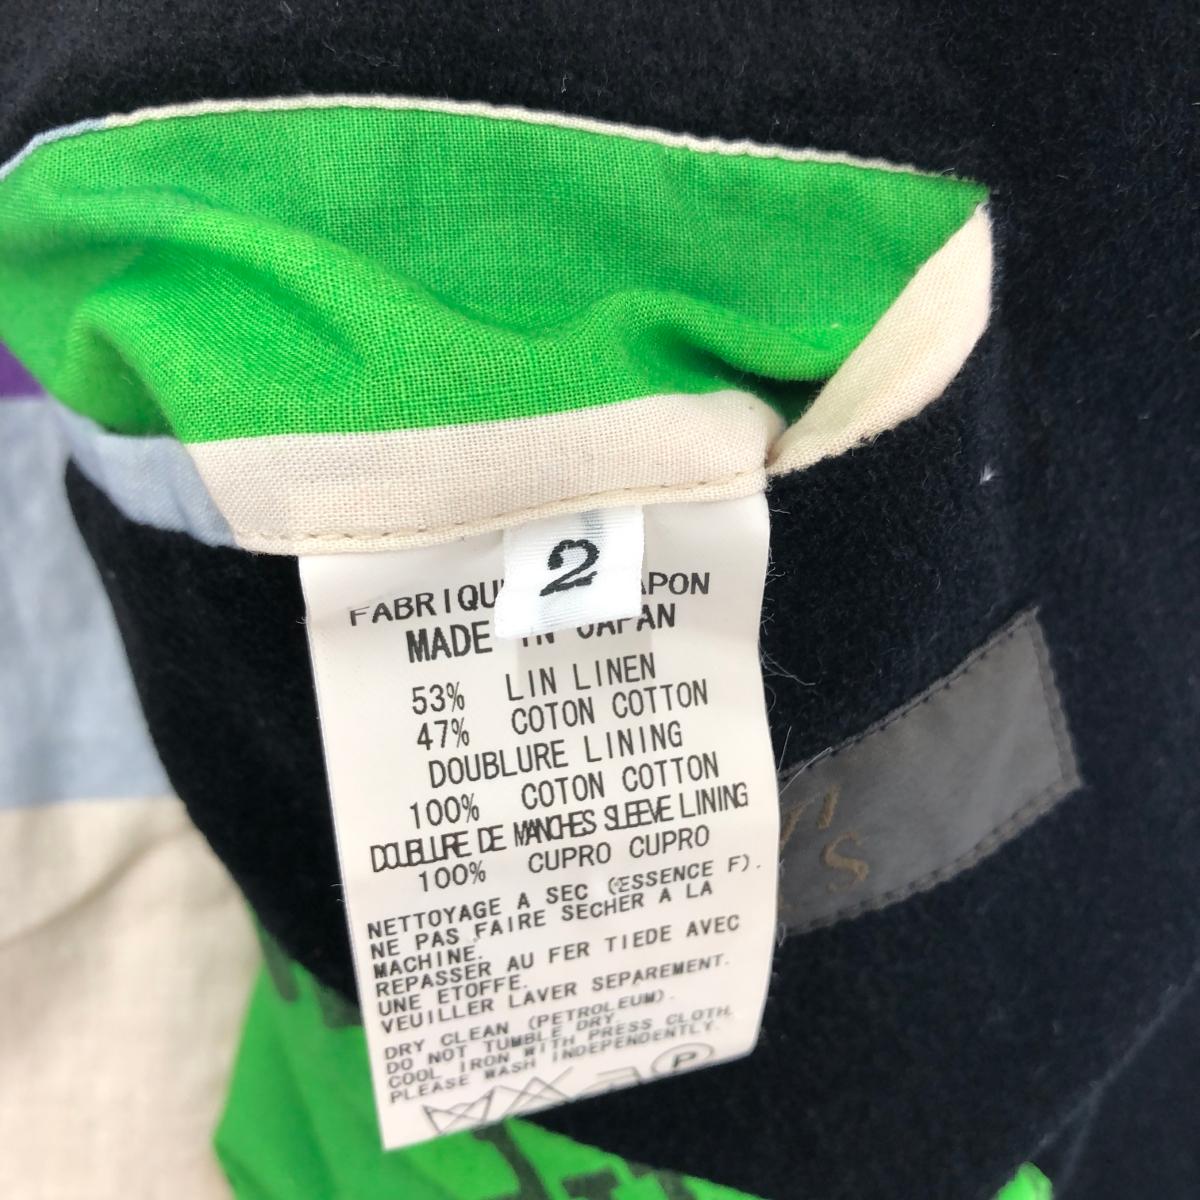 2
FABRIQU APON
MADE IN JAPAN
53% LIN LINEN
47% COTON COTTON
DOUBLURE LINING
100% COTON COTTON
DOUBLURE DE MANCHES SLEEVE LINING
100% CUPRO CUPRO
NETTOYAGE A SEC (ESSENCE F).
NE PAS FAIRE SECHER A LA
MACHINE.
REPASSER AU FER TIEDE AVEC
UNE ETOFFE.
VEUILLER LAVER SEPAREMENT.
DRY CLEAN (PETROLEUM).
DO NOT TUMBLE DRY.
COOL IRON WITH PRESS CLOTH.
PLEASE WASH INDEPENDENTLY.
P
S